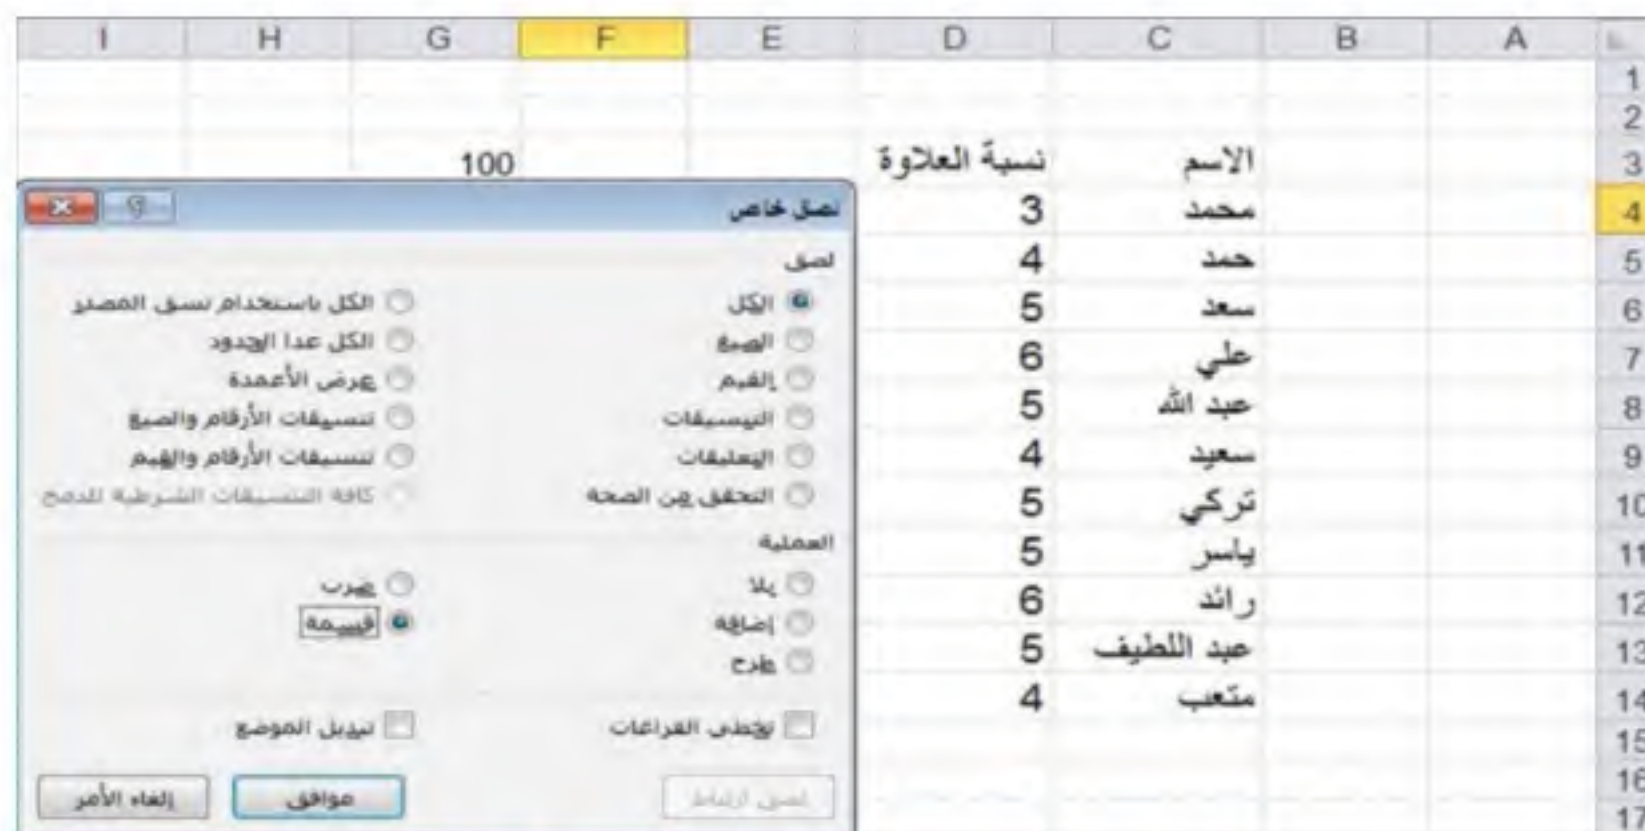 A B C D E F G H I
1
2
3 الاسم نسبة العلاوة 100
4 محمد 3
5 حمد 4
6 سعد 5
7 علي 6
8 عبد الله 5
9 سعيد 4
10 تركي 5
11 ياسر 5
12 رائد 6
13 عبد اللطيف 5
14 متعب 4
15
16
17
لصق خاص
لصق
الكل الكل باستخدام نسق المصدر
الصيغ الكل عدا الحدود
القيم عرض الأعمدة
التنسيقات تنسيقات الأرقام والصيغ
التعليقات تنسيقات الأرقام والقيم
التحقق من الصحة كافة التنسيقات الشرطية للدمج
العملية
بلا ضرب
إضافة قسمة
طرح
تخطي الفراغات تبديل الموضع
لصق ارتباط موافق إلغاء الأمر